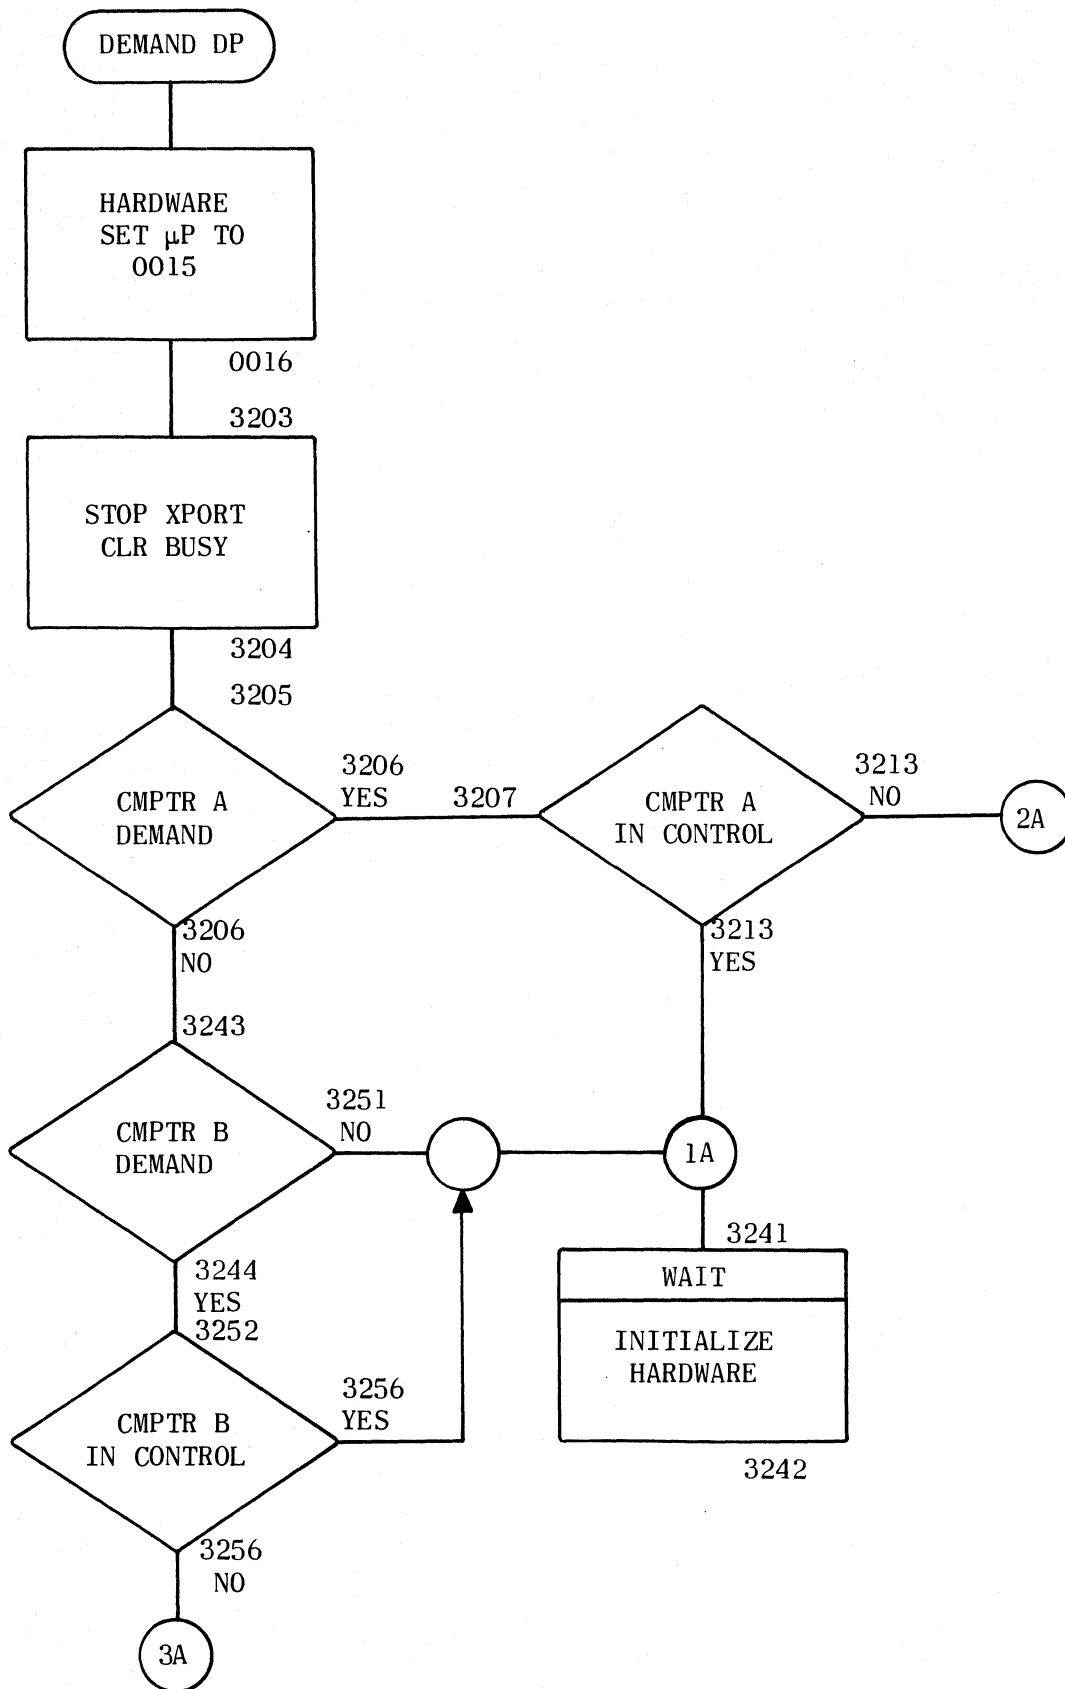 DEMAND DP
HARDWARE
SET µP TO
0015
0016
3203
STOP XPORT
CLR BUSY
3204
3205
CMPTR A
DEMAND
3206
YES
3207
CMPTR A
IN CONTROL
3213
NO
2A
3206
NO
3213
YES
3243
CMPTR B
DEMAND
3251
NO
1A
3241
WAIT
INITIALIZE
HARDWARE
3242
3244
YES
3252
CMPTR B
IN CONTROL
3256
YES
3256
NO
3A